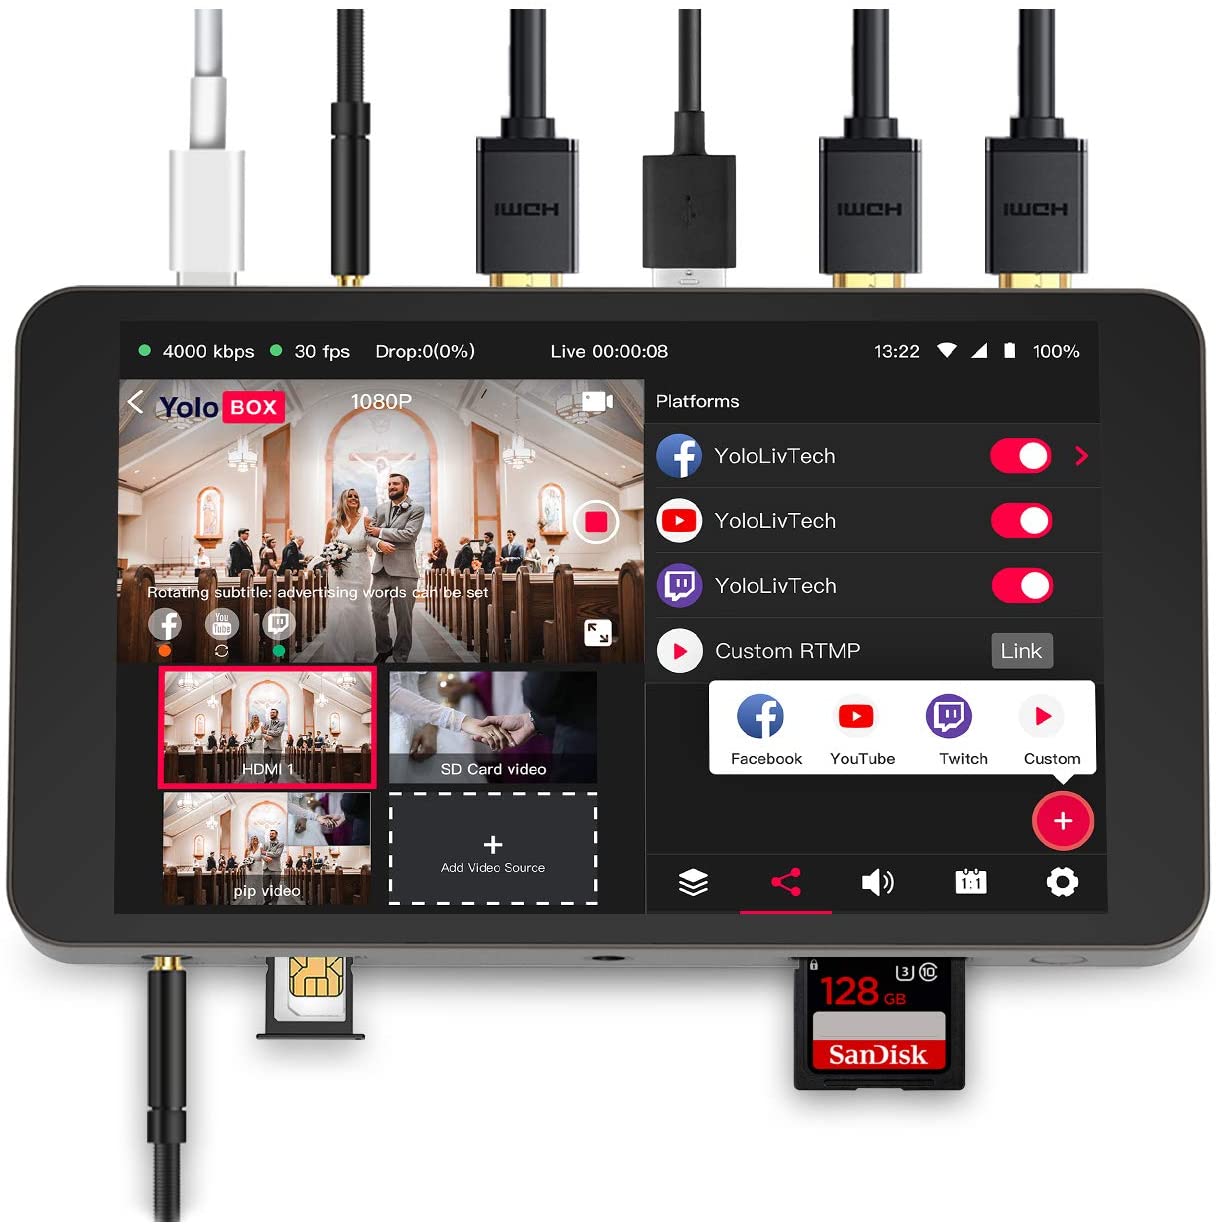 HDMI
HDMI
HDMI
4000 kbps 30 fps Drop:0(0%) Live 00:00:08 13:22 100%
Yolo BOX
1080P
Platforms
YoloLivTech
YoloLivTech
YoloLivTech
Custom RTMP Link
Rotating subtitle: advertising words can be set
You
Tube
HDMI 1
SD Card video
pip video
Add Video Source
Facebook YouTube Twitch Custom
1:1
3 10
128 GB
SanDisk